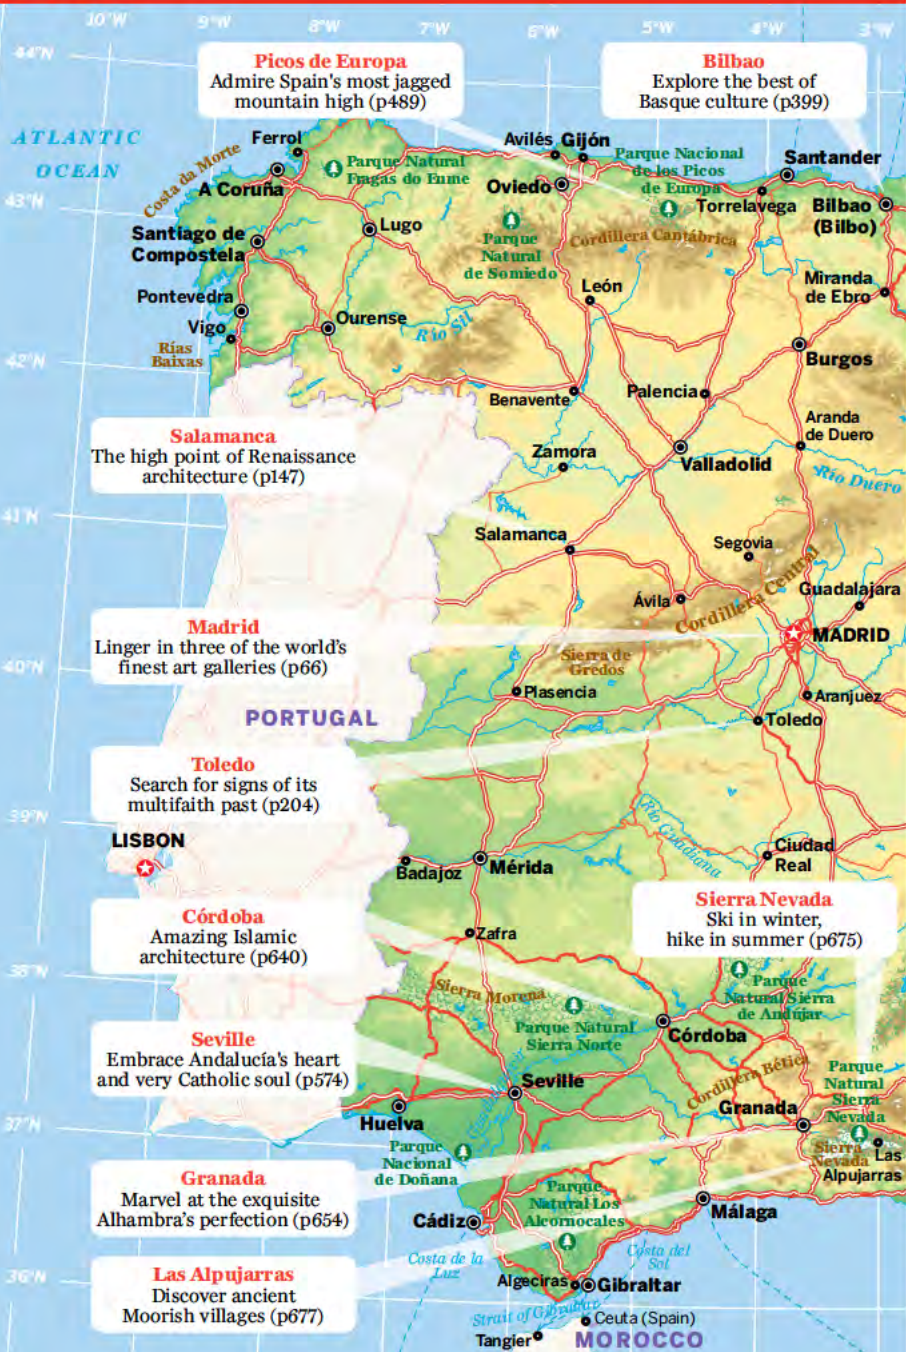 10°W
9°W
8°W
7°W
6°W
5°W
4°W
3°W
44°N
Picos de Europa
Admire Spain's most jagged
mountain high (p489)
Bilbao
Explore the best of
Basque culture (p399)
ATLANTIC
OCEAN
Ferrol
Costa da Morte
A Coruña
Parque Natural
Fragas do Eume
Avilés
Gijón
Oviedo
Parque Nacional
de los Picos
de Europa
Santander
Torrelavega
Bilbao
(Bilbo)
43°N
Santiago de
Compostela
Lugo
Parque
Natural
de Somiedo
Cordillera Cantábrica
Pontevedra
Vigo
Rías
Baixas
Ourense
Río Sil
León
Miranda
de Ebro
Burgos
42°N
Benavente
Palencia
Aranda
de Duero
Salamanca
The high point of Renaissance
architecture (p147)
Zamora
Valladolid
Río Duero
41°N
Salamanca
Segovia
Ávila
Cordillera Central
Guadalajara
Madrid
Linger in three of the world's
finest art galleries (p66)
MADRID
40°N
Sierra de
Gredos
Plasencia
Aranjuez
PORTUGAL
Toledo
Toledo
Search for signs of its
multifaith past (p204)
39°N
LISBON
Río Guadiana
Ciudad
Real
Badajoz
Mérida
Sierra Nevada
Ski in winter,
hike in summer (p675)
Córdoba
Amazing Islamic
architecture (p640)
Zafra
38°N
Sierra Morena
Parque
Natural Sierra
de Andújar
Parque Natural
Sierra Norte
Córdoba
Seville
Embrace Andalucía's heart
and very Catholic soul (p574)
Seville
Cordillera Bética
Parque
Natural
Sierra
Nevada
37°N
Huelva
Granada
Parque
Nacional
de Doñana
Sierra
Nevada
Las
Alpujarras
Granada
Marvel at the exquisite
Alhambra's perfection (p654)
Parque
Natural Los
Alcornocales
Cádiz
Málaga
Costa de la
Luz
Costa del
Sol
36°N
Las Alpujarras
Discover ancient
Moorish villages (p677)
Algeciras
Gibraltar
Strait of Gibraltar
Ceuta (Spain)
Tangier
MOROCCO